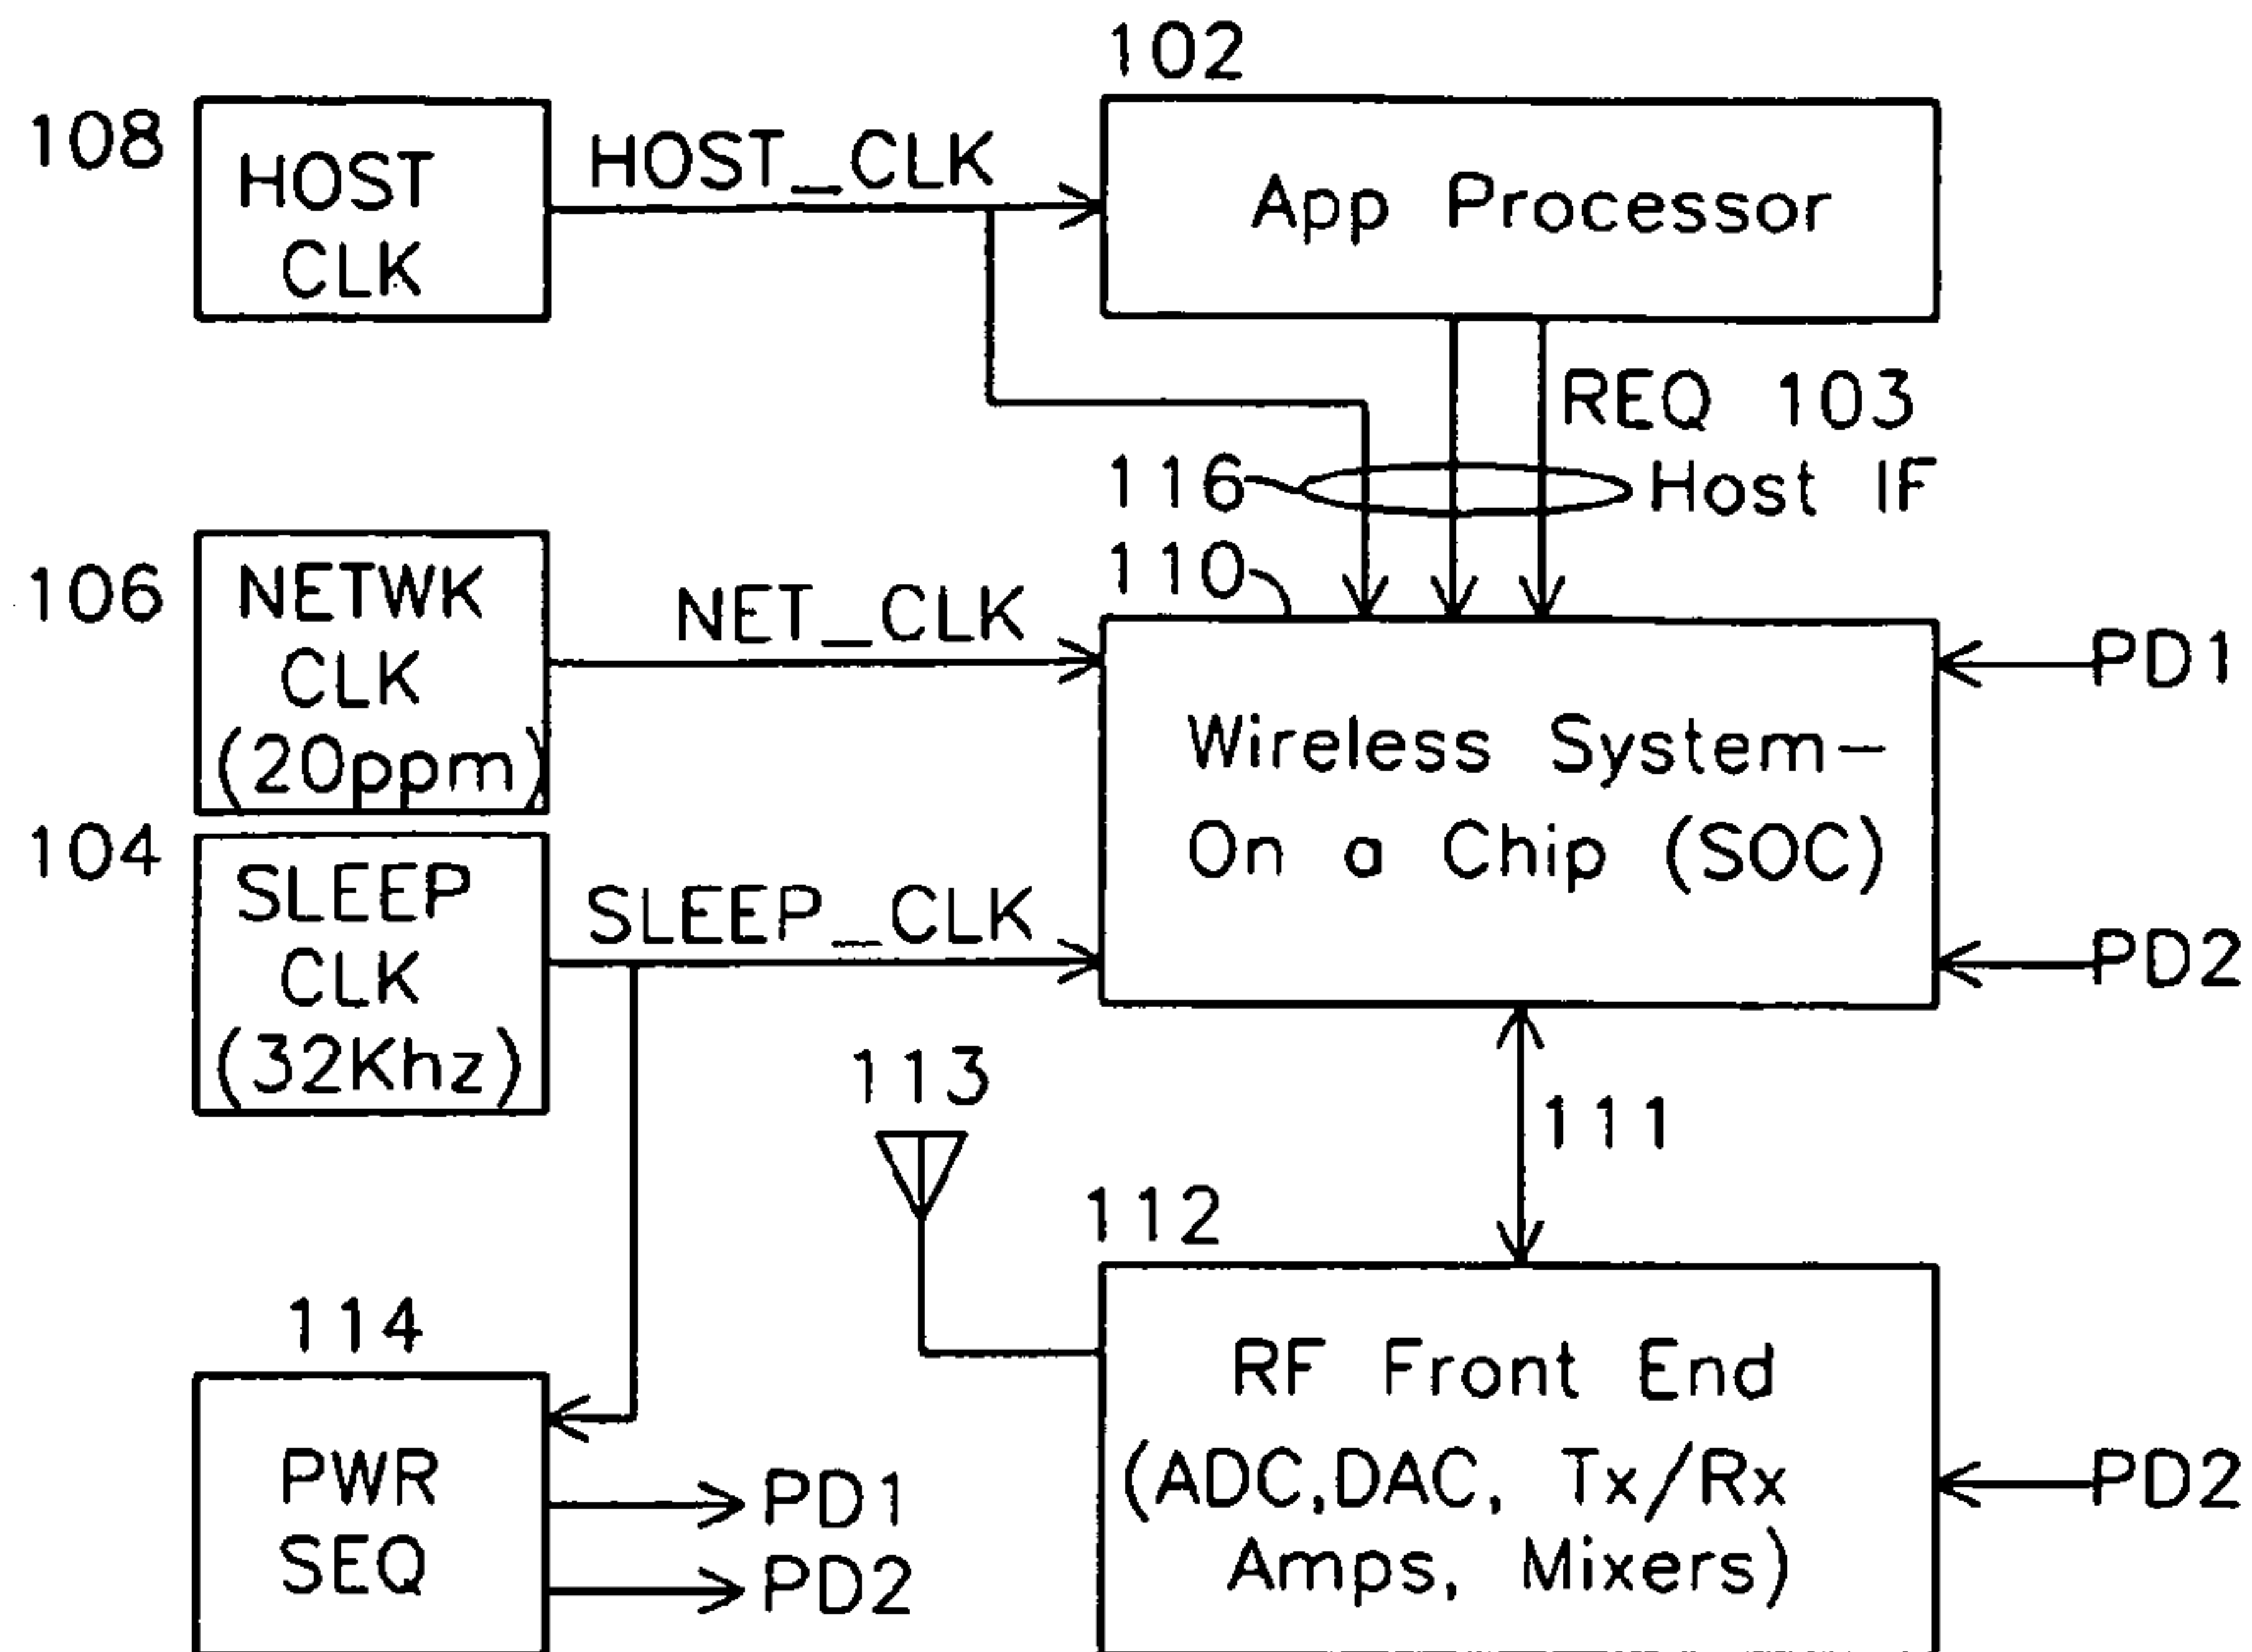 102
108
HOST
CLK
HOST_CLK
App Processor
REQ 103
116
Host IF
110
106
NETWK
CLK
(20ppm)
NET_CLK
PD1
Wireless System-
On a Chip (SOC)
104
SLEEP
CLK
(32Khz)
SLEEP_CLK
PD2
113
111
112
114
PWR
SEQ
PD1
PD2
RF Front End
(ADC,DAC, Tx/Rx
Amps, Mixers)
PD2